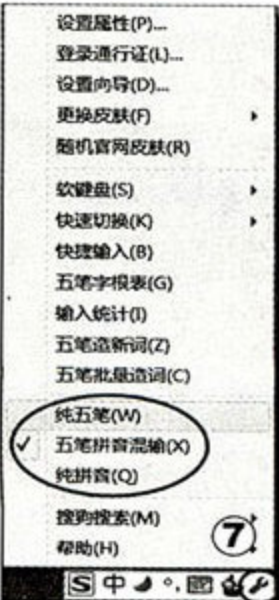 设置属性(P)...
登录通行证(L)...
设置向导(D)...
更换皮肤(F)
随机官网皮肤(R)
软键盘(S)
快速切换(K)
快捷输入(B)
五笔字根表(G)
输入统计(I)
五笔造新词(Z)
五笔批量造词(C)
纯五笔(W)
五笔拼音混输(X)
纯拼音(Q)
搜狗搜索(M)
帮助(H)
7
S 中